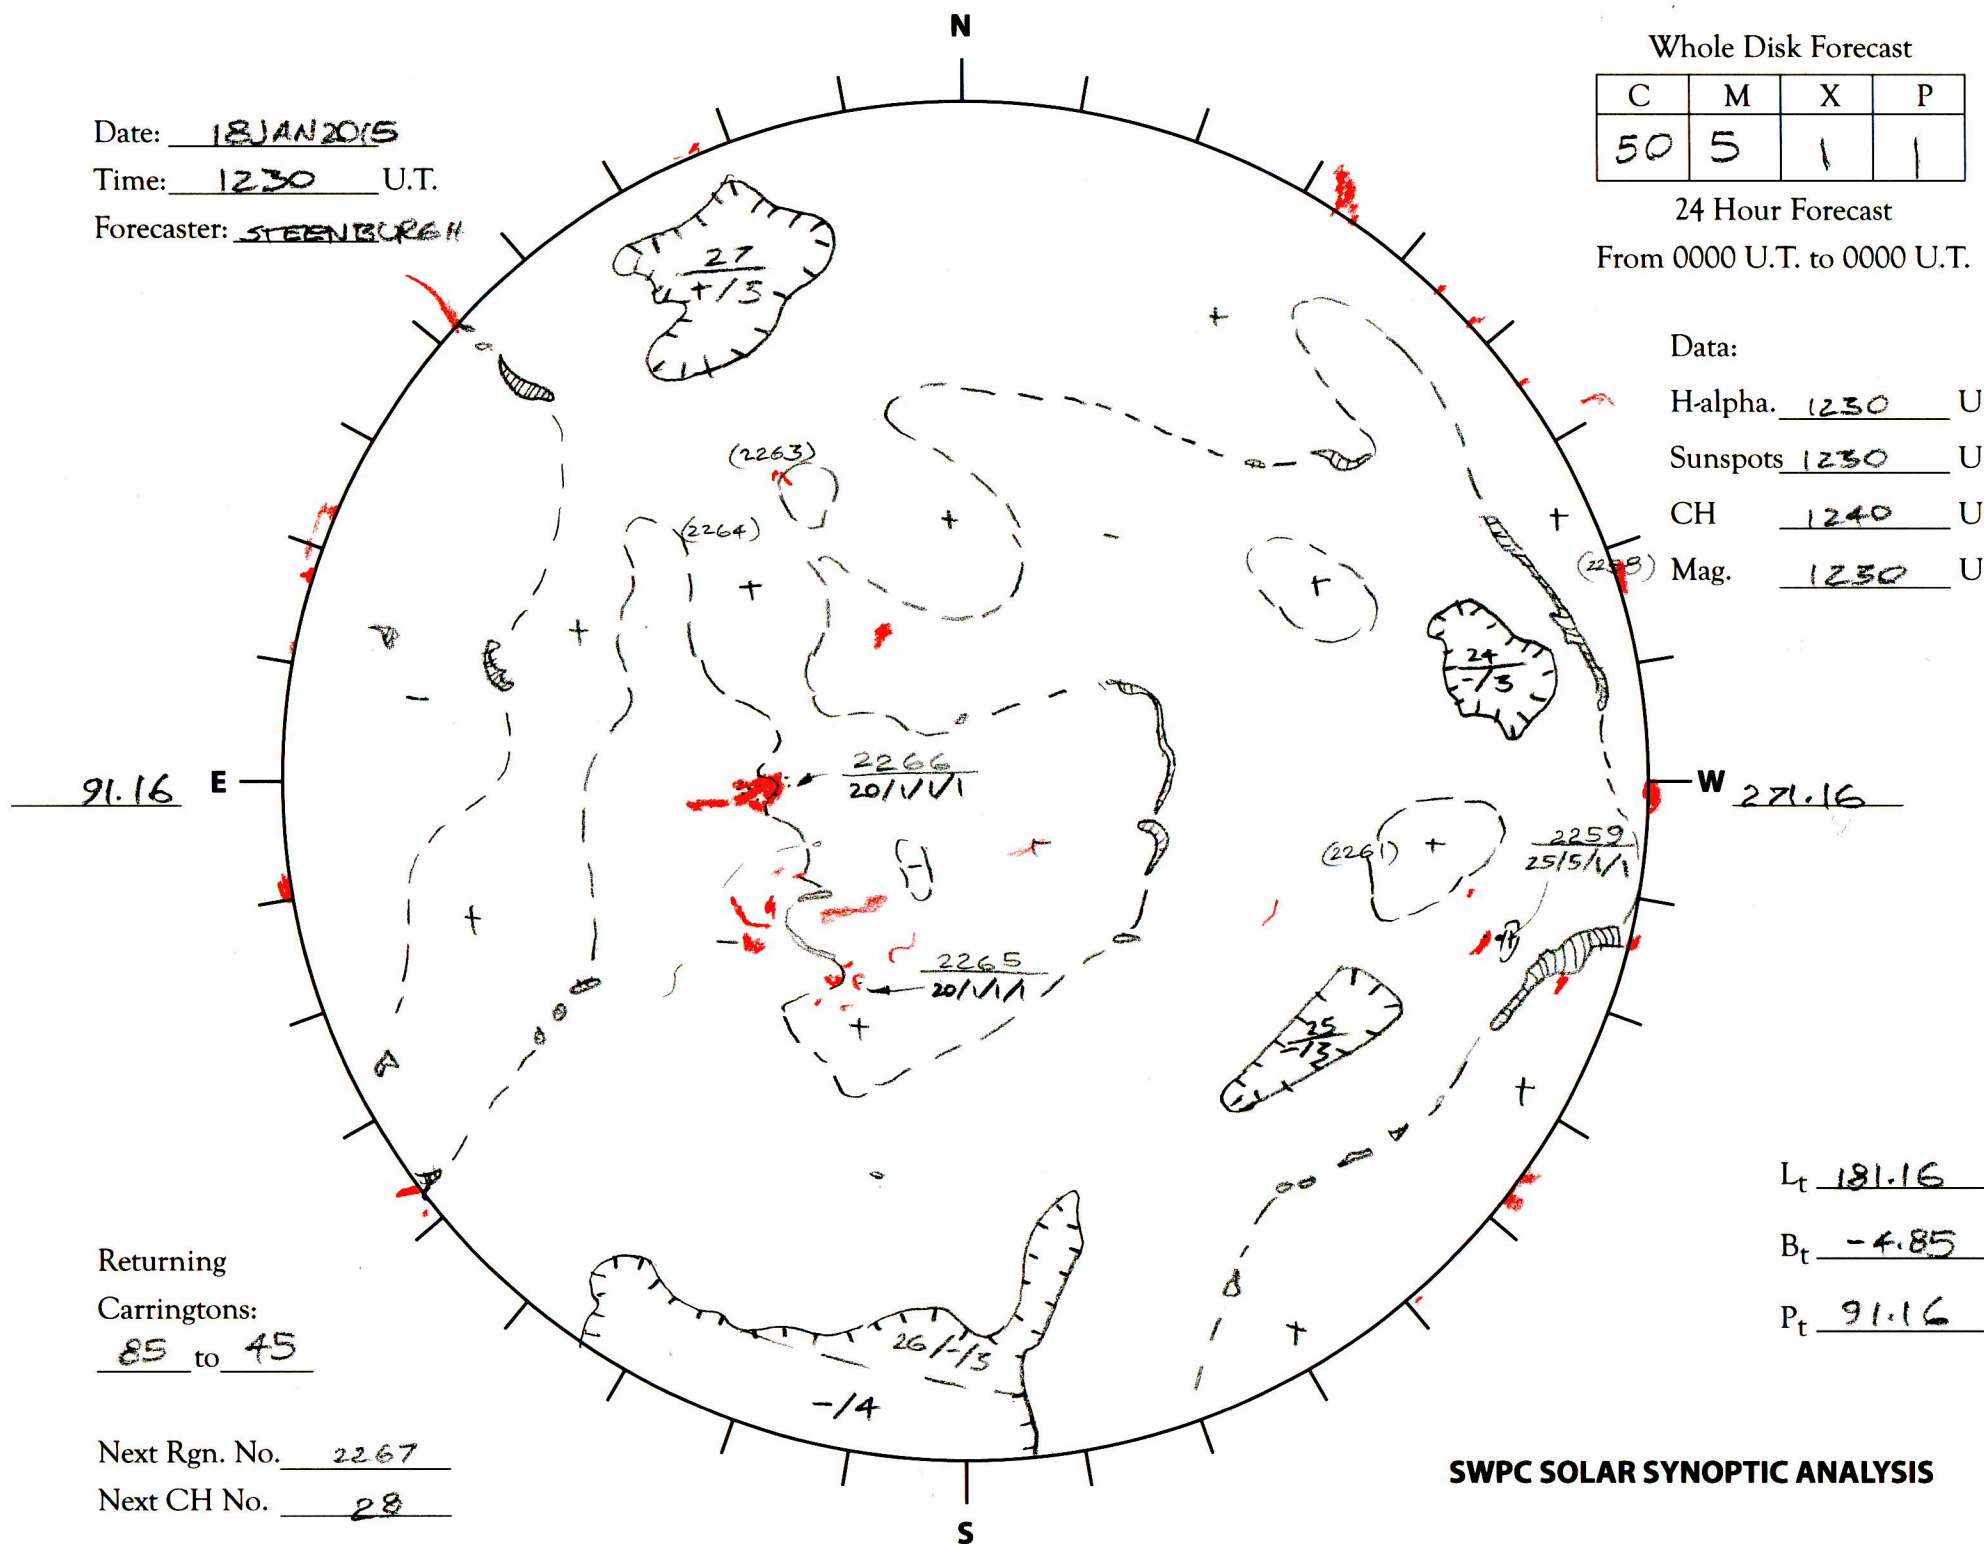 N
Whole Disk Forecast
C M X P
50 5 1 1
24 Hour Forecast
From 0000 U.T. to 0000 U.T.
Date: 18JAN2015
Time: 1230 U.T.
Forecaster: STEENBURGH
Data:
H-alpha. 1230 U
Sunspots 1230 U
CH 1240 U
Mag. 1230 U
27
+/3
+
(2263)
(2264)
+
-
+
+
(2258)
+
+
-
24
-/3
91.16 E
W 271.16
2266
20/1/1/1
(2261) +
2259
25/5/1/1
-
+
-
+
2265
20/1/1/1
+
25
-/3
+
26/-/3
-/4
+
Lt 181.16
Bt -4.85
Pt 91.16
Returning
Carringtons:
85 to 45
Next Rgn. No. 2267
Next CH No. 28
SWPC SOLAR SYNOPTIC ANALYSIS
S